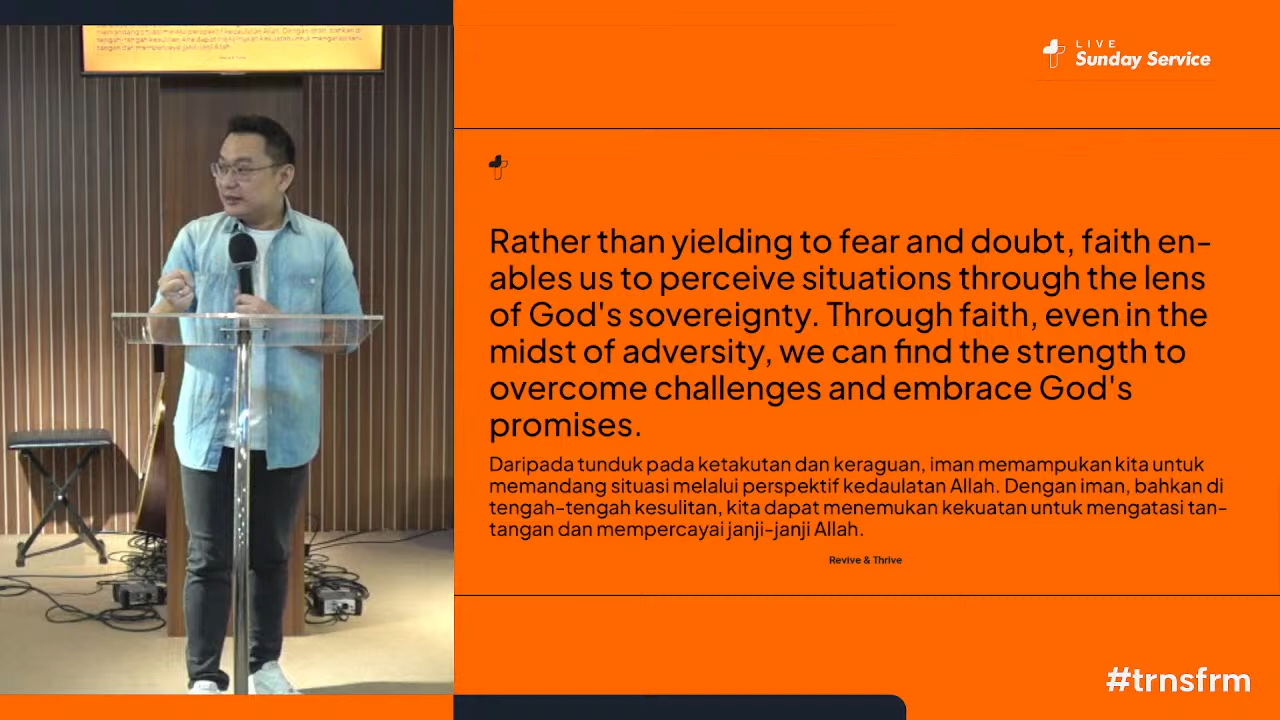 LIVE
Sunday Service
Rather than yielding to fear and doubt, faith en-
ables us to perceive situations through the lens
of God's sovereignty. Through faith, even in the
midst of adversity, we can find the strength to
overcome challenges and embrace God's
promises.
Daripada tunduk pada ketakutan dan keraguan, iman memampukan kita untuk
memandang situasi melalui perspektif kedaulatan Allah. Dengan iman, bahkan di
tengah-tengah kesulitan, kita dapat menemukan kekuatan untuk mengatasi tan-
tangan dan mempercayai janji-janji Allah.
Revive & Thrive
#trnsfrm